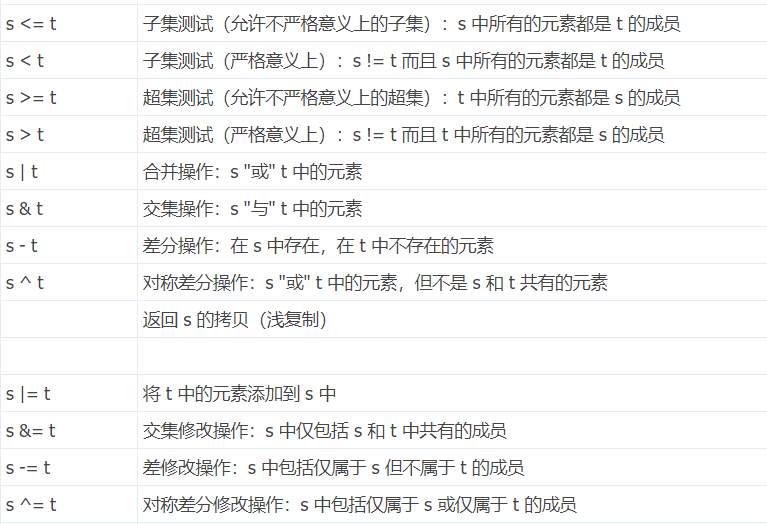 s <= t 子集测试（允许不严格意义上的子集）：s 中所有的元素都是 t 的成员
s < t 子集测试（严格意义上）：s != t 而且 s 中所有的元素都是 t 的成员
s >= t 超集测试（允许不严格意义上的超集）：t 中所有的元素都是 s 的成员
s > t 超集测试（严格意义上）：s != t 而且 t 中所有的元素都是 s 的成员
s | t 合并操作：s "或" t 中的元素
s & t 交集操作：s "与" t 中的元素
s - t 差分操作：在 s 中存在，在 t 中不存在的元素
s ^ t 对称差分操作：s "或" t 中的元素，但不是 s 和 t 共有的元素
返回 s 的拷贝（浅复制）
s |= t 将 t 中的元素添加到 s 中
s &= t 交集修改操作：s 中仅包括 s 和 t 中共有的成员
s -= t 差修改操作：s 中包括仅属于 s 但不属于 t 的成员
s ^= t 对称差分修改操作：s 中包括仅属于 s 或仅属于 t 的成员